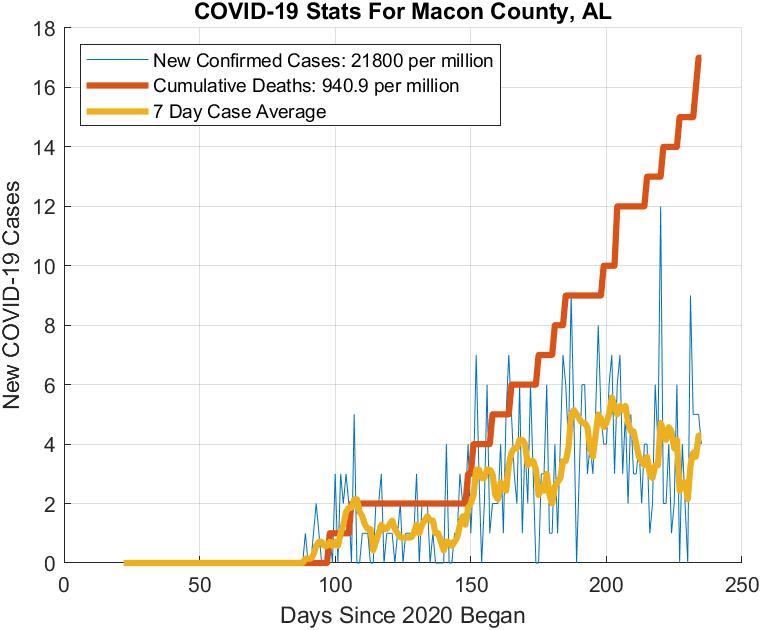 COVID-19 Stats For Macon County, AL
New Confirmed Cases: 21800 per million
Cumulative Deaths: 940.9 per million
7 Day Case Average
New COVID-19 Cases
18
16
14
12
10
8
6
4
2
0
0 50 100 150 200 250
Days Since 2020 Began